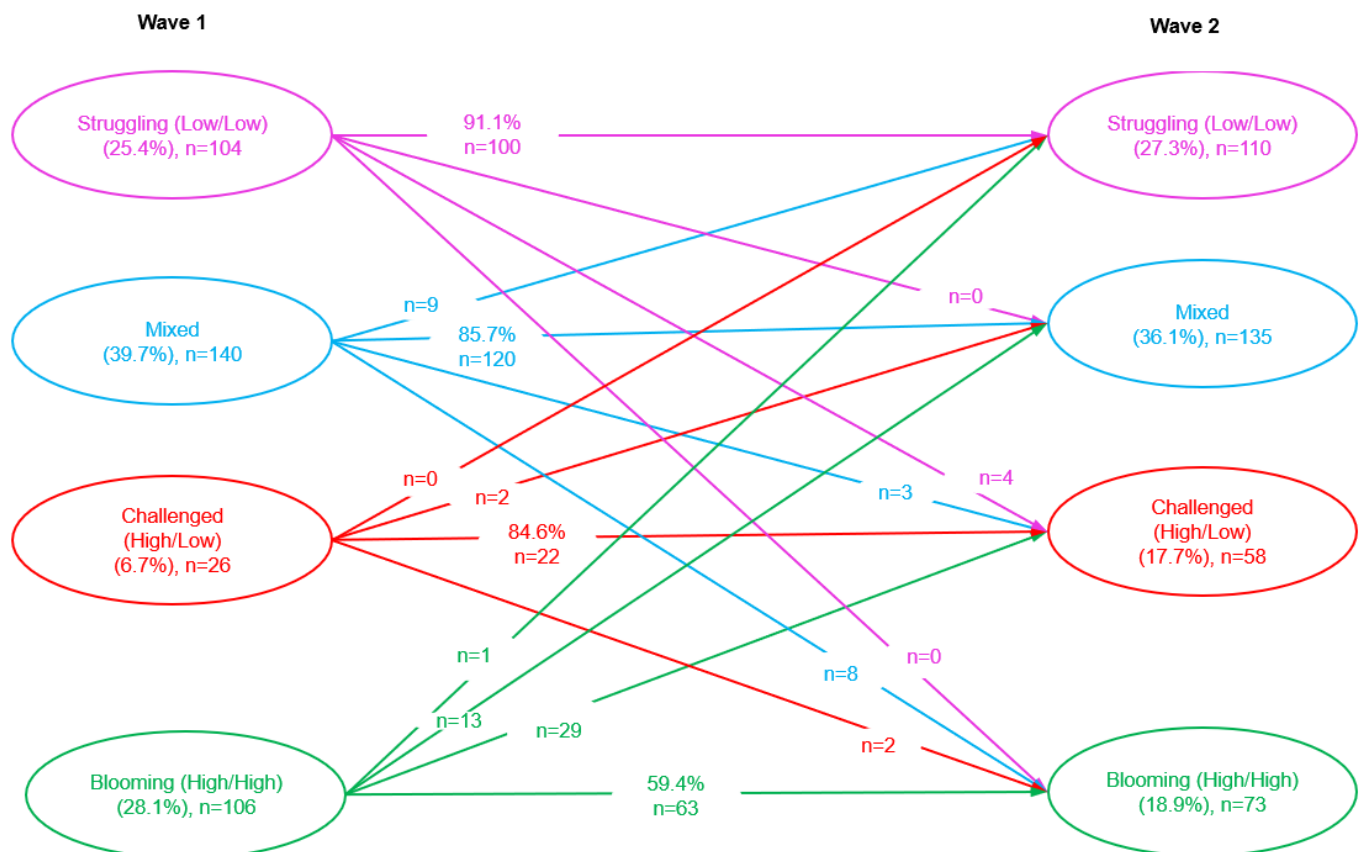 Wave 1
Wave 2
Struggling (Low/Low)
(25.4%), n=104
91.1%
n=100
Struggling (Low/Low)
(27.3%), n=110
Mixed
(39.7%), n=140
n=9
85.7%
n=120
n=0
Mixed
(36.1%), n=135
Challenged
(High/Low)
(6.7%), n=26
n=0
n=2
84.6%
n=22
n=3
n=4
Challenged
(High/Low)
(17.7%), n=58
n=1
n=13
n=29
n=8
n=0
n=2
Blooming (High/High)
(28.1%), n=106
59.4%
n=63
Blooming (High/High)
(18.9%), n=73